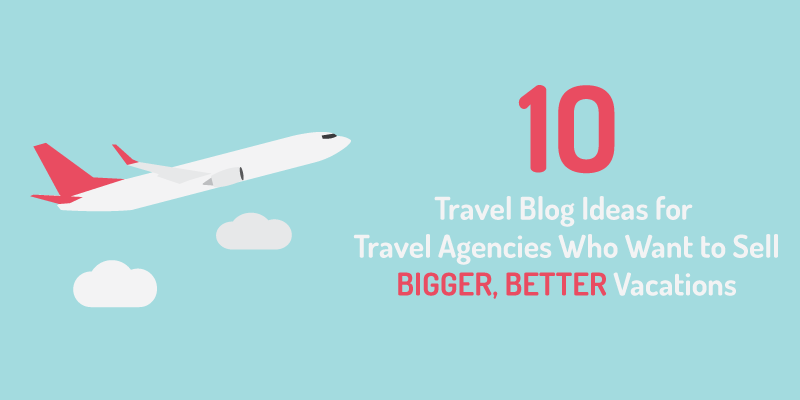 10
Travel Blog Ideas for
Travel Agencies Who Want to Sell
BIGGER, BETTER Vacations